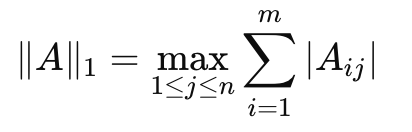 ‖A‖₁ = max_{1≤j≤n} ∑_{i=1}^{m} |A_{ij}|